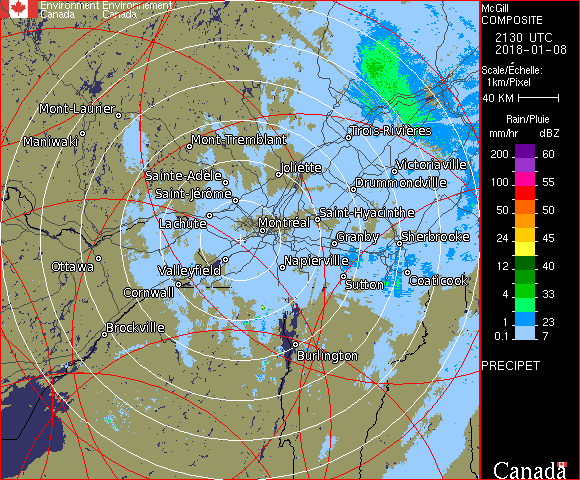 Environment Environnement
Canada Canada
McGill
COMPOSITE
2130 UTC
2018-01-08
Scale/Échelle:
1km/Pixel
40 KM
Rain/Pluie
mm/hr dBZ
200 60
100 55
50 50
24 45
12 40
4 33
1 23
0.1 7
PRECIPET
Mont-Laurier
Maniwaki
Mont-Tremblant
Trois-Rivières
Joliette
Victoriaville
Sainte-Adèle
Drummondville
Saint-Jérôme
Saint-Hyacinthe
Lachute
Montréal
Granby
Sherbrooke
Ottawa
Valleyfield
Napierville
Coaticook
Cornwall
Sutton
Brockville
Burlington
Canada